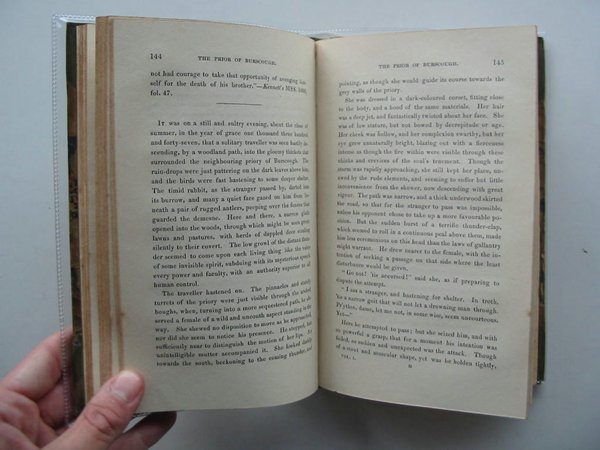 144 THE PRIOR OF BURSCOUGH.
not had courage to take that opportunity of avenging him-
self for the death of his brother."—Kennett's MSS.
fol. 47.
IT was on a still and sultry evening, about the close of
summer, in the year of grace one thousand three hundred
and forty-seven, that a solitary traveller was seen hastily de-
scending, by a woodland path, into the gloomy thickets that
surrounded the neighbouring priory of Burscough. The
rain-drops were just pattering on the dark leaves above him,
and the birds were fast hastening to some deeper shelter.
The timid rabbit, as the stranger passed by, darted into
its burrow, and many a quiet face gazed on him from be-
neath a pair of rugged antlers, peeping over the fences that
guarded the demesne. Here and there a narrow glade
opened into the woods, through which might be seen green
lawns and pastures, with herds of dappled deer stealing
silently to their covert. The low growl of the distant thun-
der seemed to come upon each living thing like the voice
of some invisible spirit, subduing with its mysterious speech
every power and faculty, with an authority superior to all
human control.
The traveller hastened on. The pinnacles and sturdy
turrets of the priory were just visible through the arched
boughs, when, turning into a more sequestered path, he ob-
served a female of a wild and uncouth aspect standing in the
way. She shewed no disposition to move as he approached,
nor did she seem to notice his presence. He stopped, but
sufficiently near to distinguish the motion of her lips. An
unintelligible mutter accompanied it. She looked darkly
towards the south, beckoning to the coming thunder, and
THE PRIOR OF BURSCOUGH. 145
pointing, as though she would guide its course towards the
grey walls of the priory.
She was dressed in a dark-coloured corset, fitting close
to the body, and a hood of the same materials. Her hair
was a deep jet, and fantastically twisted about her face. She
was of low stature, but not bowed by decrepitude or age.
Her cheek was hollow, and her complexion swarthy, but her
eye grew unnaturally bright, blazing out with a fierceness
intense as though the fire within were visible through these
chinks and crevices of the soul's tenement. Though the
storm was rapidly approaching, she still kept her place, un-
awed by the rude elements, and seeming to suffer but little
inconvenience from the shower, now descending with great
vigour. The path was narrow, and a thick underwood skirted
the road, so that for the stranger to pass was impossible,
unless his opponent chose to take up a more favourable po-
sition. But the sudden burst of a terrific thunder-clap,
which seemed to roll in a continuous peal above them, made
him less ceremonious on this head than the laws of gallantry
might warrant. He drew nearer to the female, with the in-
tention of seeking a passage on that side where the least
disturbance would be given.
"Go not! 'tis accursed!" said she, as if preparing to
dispute the attempt.
"I am a stranger, and hastening for shelter. In troth,
'tis a narrow gait that will not let a drowning man through.
Prythee, dame, let me not, in some wise, seem uncourteous.
Yet—"
Here he attempted to pass; but she seized him, and with
so powerful a grasp, that for a moment his intention was
foiled, so sudden and unexpected was the attack. Though
of a stout and muscular shape, yet was he holden tightly,
VOL. I. H